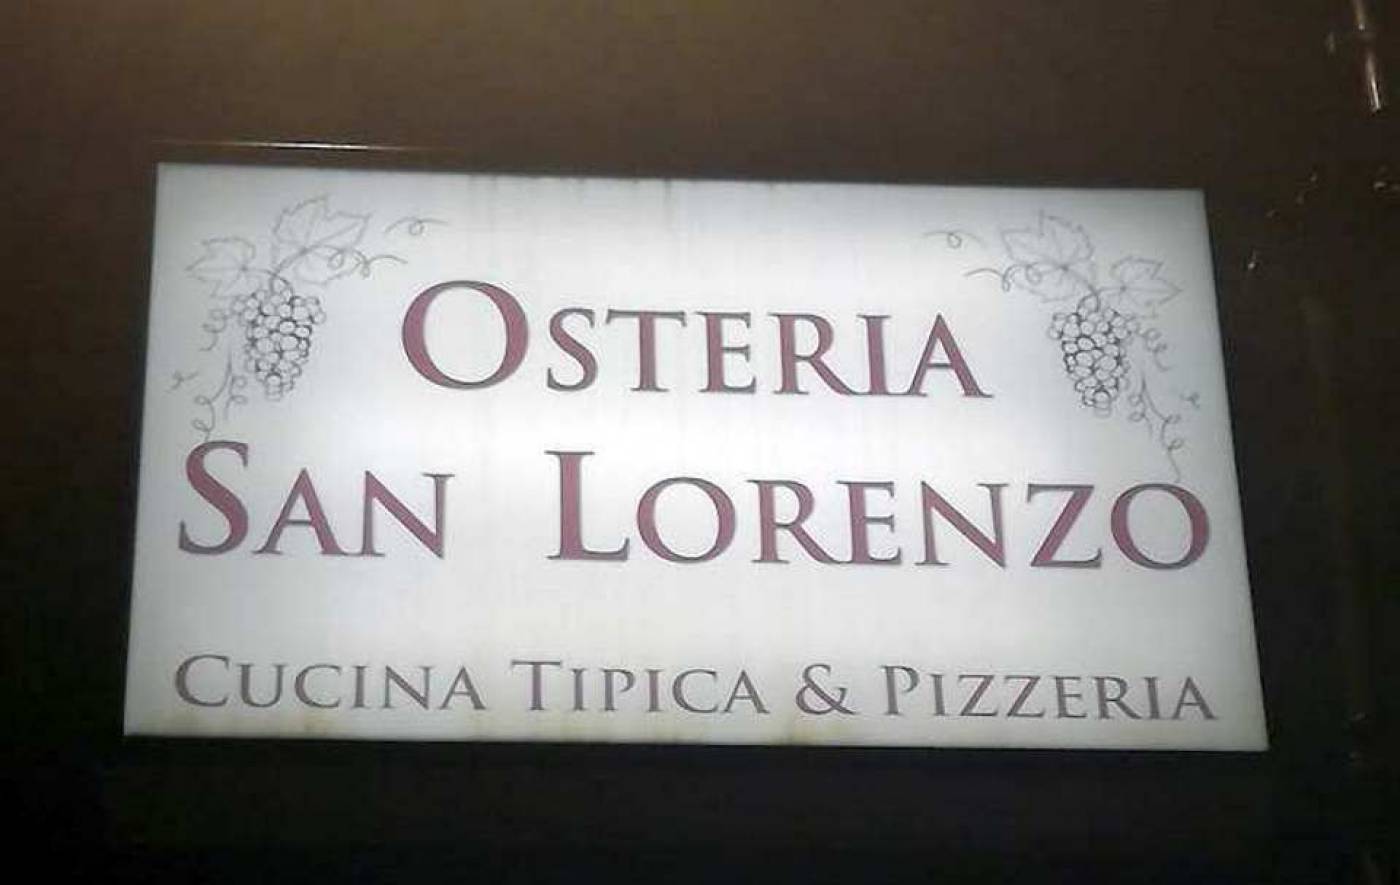 OSTERIA
SAN LORENZO
CUCINA TIPICA & PIZZERIA